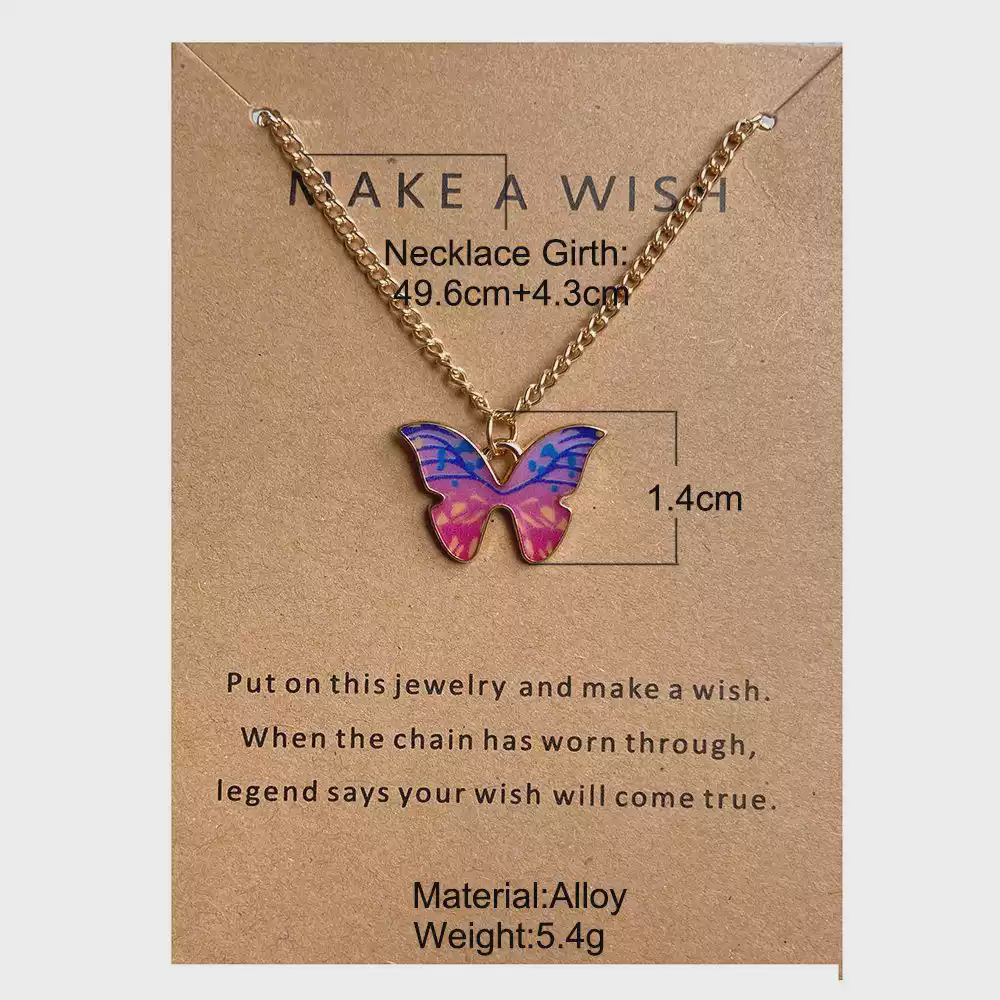 MAKE A WISH
Necklace Girth:
49.6cm+4.3cm
1.4cm
Put on this jewelry and make a wish.
When the chain has worn through,
legend says your wish will come true.
Material:Alloy
Weight:5.4g